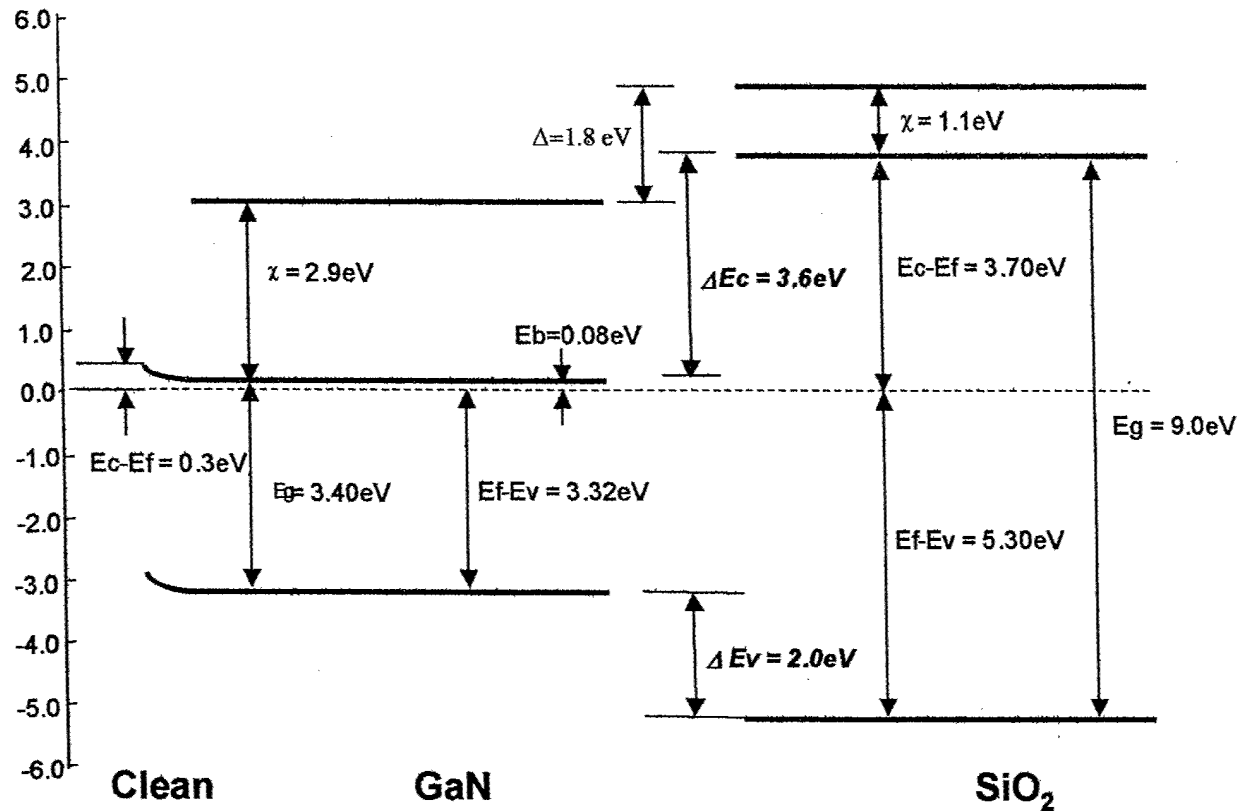 6.0
5.0
4.0
3.0
2.0
1.0
0.0
-1.0
-2.0
-3.0
-4.0
-5.0
-6.0
Δ=1.8 eV
χ = 1.1eV
χ = 2.9eV
ΔEc = 3.6eV
Ec-Ef = 3.70eV
Eb=0.08eV
Ec-Ef = 0.3eV
Eg = 9.0eV
Eg= 3.40eV
Ef-Ev = 3.32eV
Ef-Ev = 5.30eV
Δ Ev = 2.0eV
Clean
GaN
SiO₂